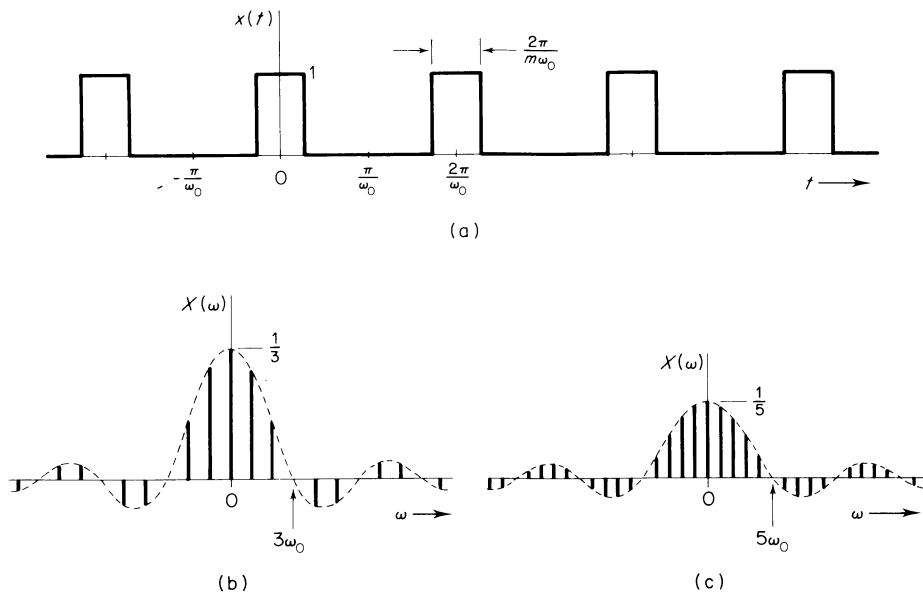 x(t)
2π/mω₀
1
-π/ω₀
0
π/ω₀
2π/ω₀
t
(a)
X(ω)
1/3
0
3ω₀
ω
(b)
X(ω)
1/5
0
5ω₀
ω
(c)